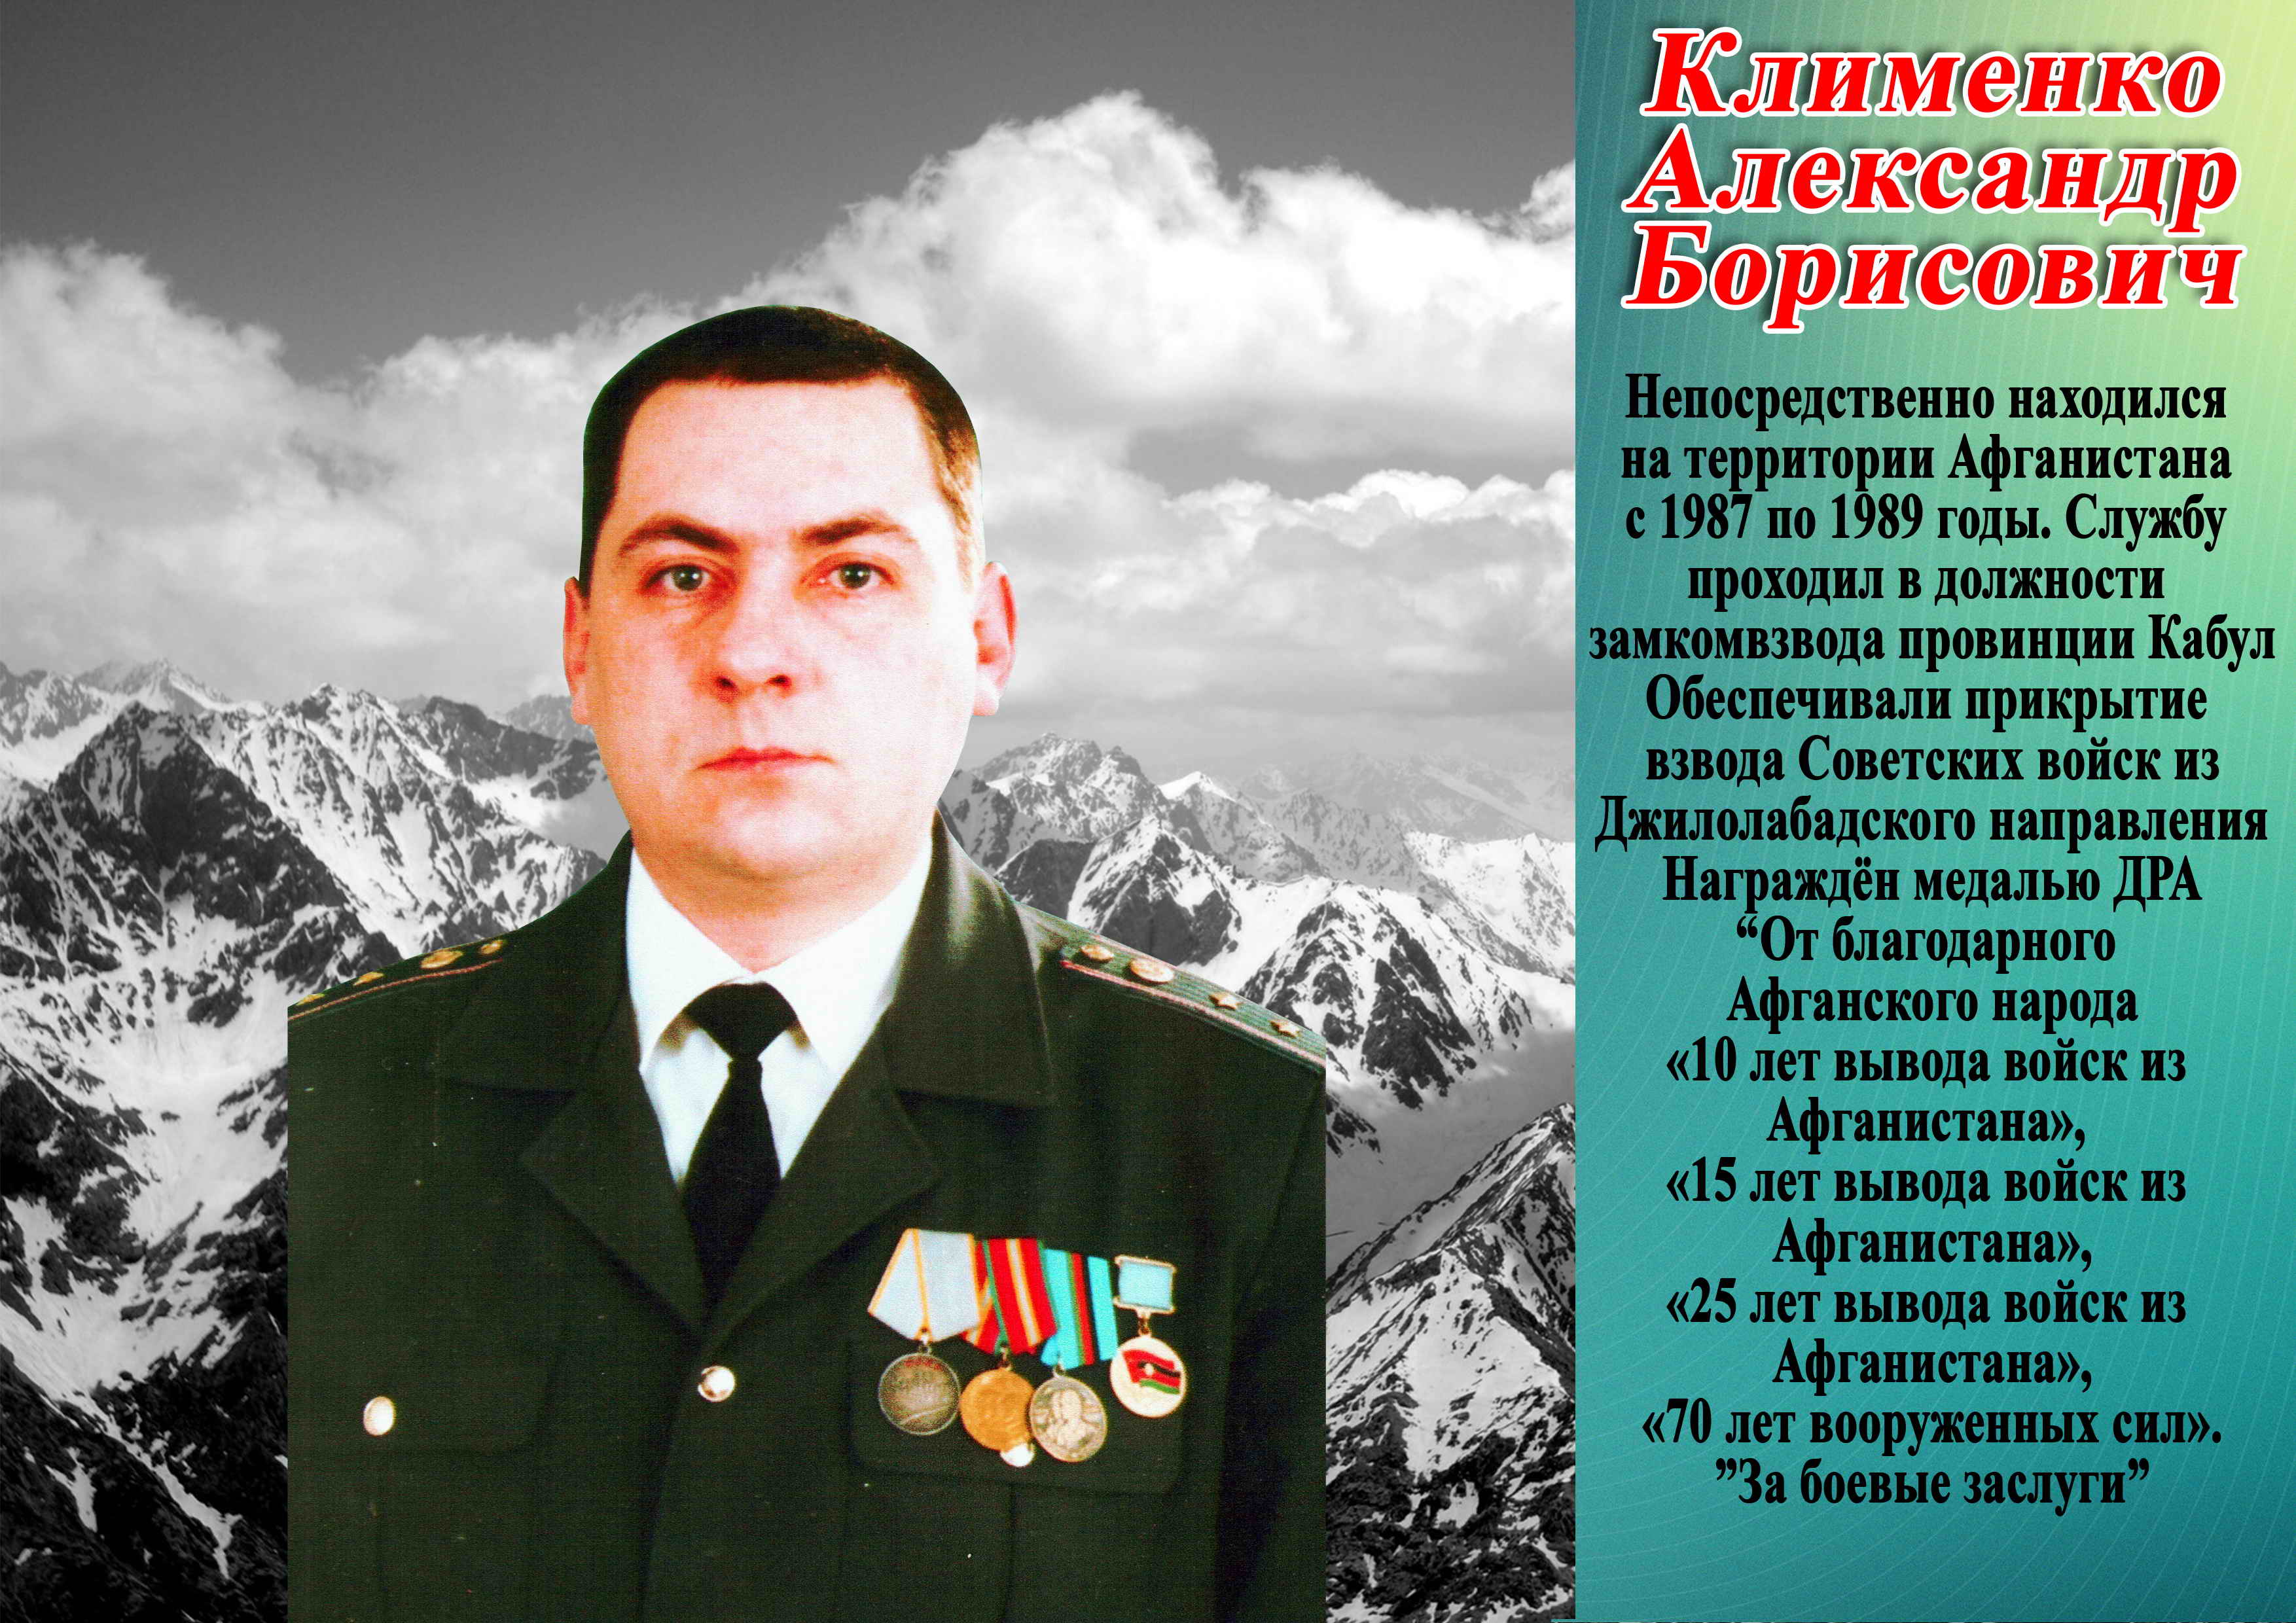 Клименко
Александр
Борисович
Непосредственно находился
на территории Афганистана
с 1987 по 1989 годы. Службу
проходил в должности
замкомвзвода провинции Кабул
Обеспечивали прикрытие
взвода Советских войск из
Джилолабадского направления
Награждён медалью ДРА
“От благодарного
Афганского народа
«10 лет вывода войск из
Афганистана»,
«15 лет вывода войск из
Афганистана»,
«25 лет вывода войск из
Афганистана»,
«70 лет вооруженных сил».
”За боевые заслуги”